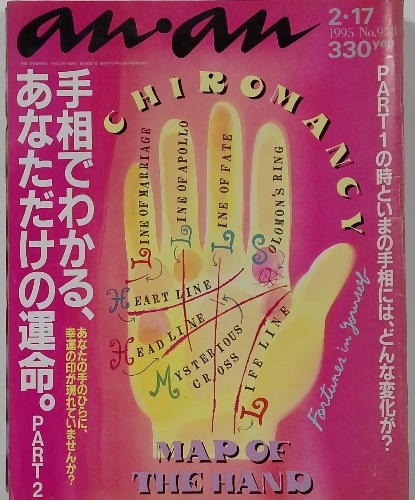 an·an
2·17
1995 No.958
330yen
CHIROMANCY
手相でわかる、
あなただけの運命。
PART 2
あなたの手のひらに、
幸運の印が現れていませんか?
PART1の時といまの手相には、どんな変化が?
LINE OF MARRIAGE
LINE OF APOLLO
LINE OF FATE
SOLOMON'S RING
HEART LINE
HEAD LINE
MYSTERIOUS
CROSS
LIFE LINE
Fortunes in yourself
MAP OF
THE HAND